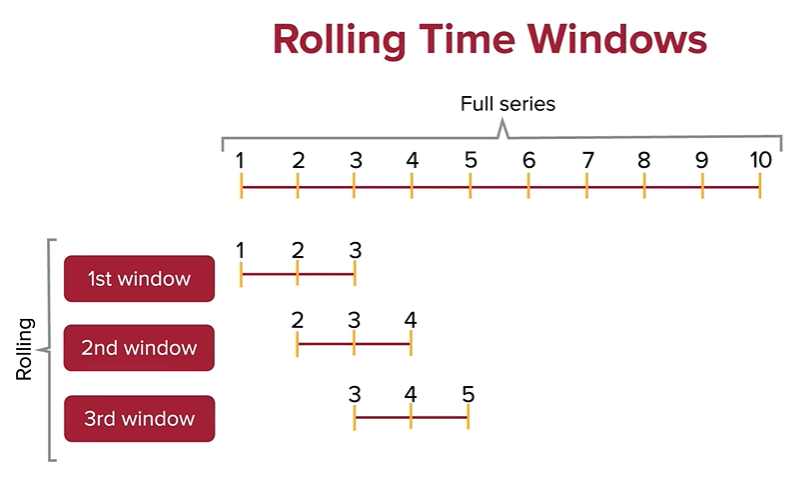 Rolling Time Windows
Full series
1 2 3 4 5 6 7 8 9 10
Rolling
1st window
1 2 3
2nd window
2 3 4
3rd window
3 4 5